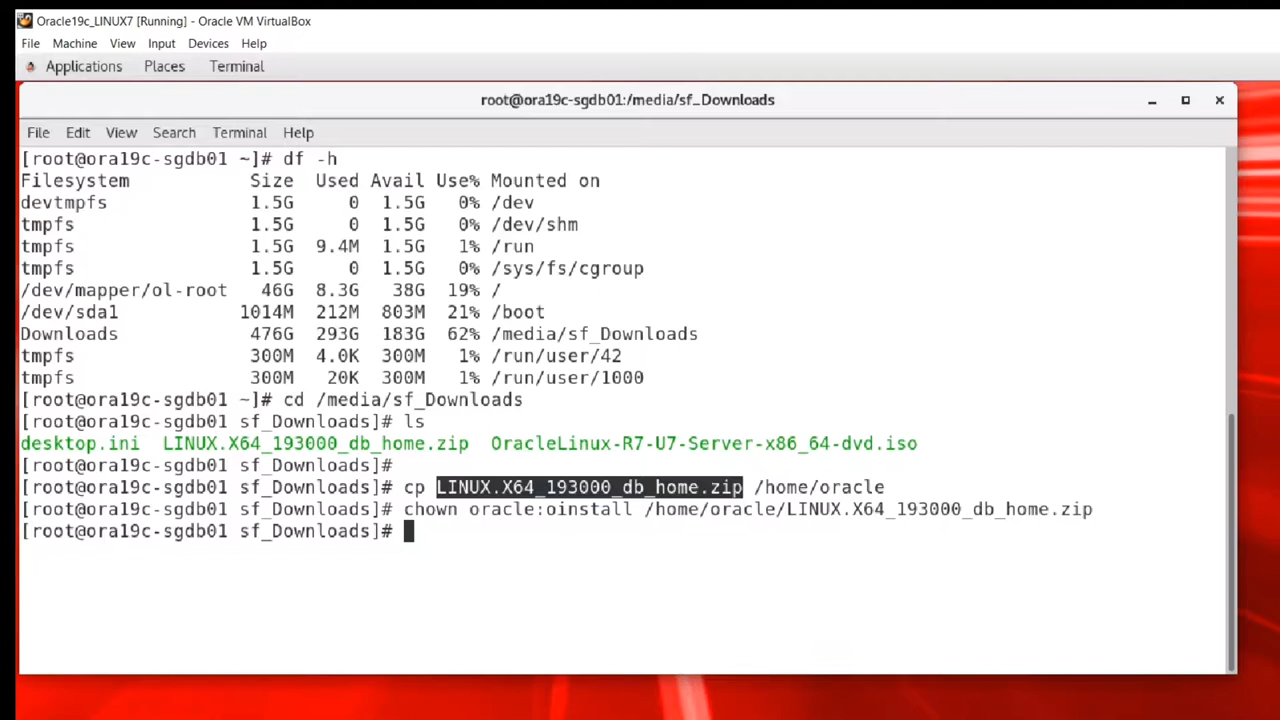 Oracle19c_LINUX7 [Running] - Oracle VM VirtualBox
File Machine View Input Devices Help
Applications Places Terminal
root@ora19c-sgdb01:/media/sf_Downloads
File Edit View Search Terminal Help
[root@ora19c-sgdb01 ~]# df -h
Filesystem Size Used Avail Use% Mounted on
devtmpfs 1.5G 0 1.5G 0% /dev
tmpfs 1.5G 0 1.5G 0% /dev/shm
tmpfs 1.5G 9.4M 1.5G 1% /run
tmpfs 1.5G 0 1.5G 0% /sys/fs/cgroup
/dev/mapper/ol-root 46G 8.3G 38G 19% /
/dev/sda1 1014M 212M 803M 21% /boot
Downloads 476G 293G 183G 62% /media/sf_Downloads
tmpfs 300M 4.0K 300M 1% /run/user/42
tmpfs 300M 20K 300M 1% /run/user/1000
[root@ora19c-sgdb01 ~]# cd /media/sf_Downloads
[root@ora19c-sgdb01 sf_Downloads]# ls
desktop.ini LINUX.X64_193000_db_home.zip OracleLinux-R7-U7-Server-x86_64-dvd.iso
[root@ora19c-sgdb01 sf_Downloads]#
[root@ora19c-sgdb01 sf_Downloads]# cp LINUX.X64_193000_db_home.zip /home/oracle
[root@ora19c-sgdb01 sf_Downloads]# chown oracle:oinstall /home/oracle/LINUX.X64_193000_db_home.zip
[root@ora19c-sgdb01 sf_Downloads]#